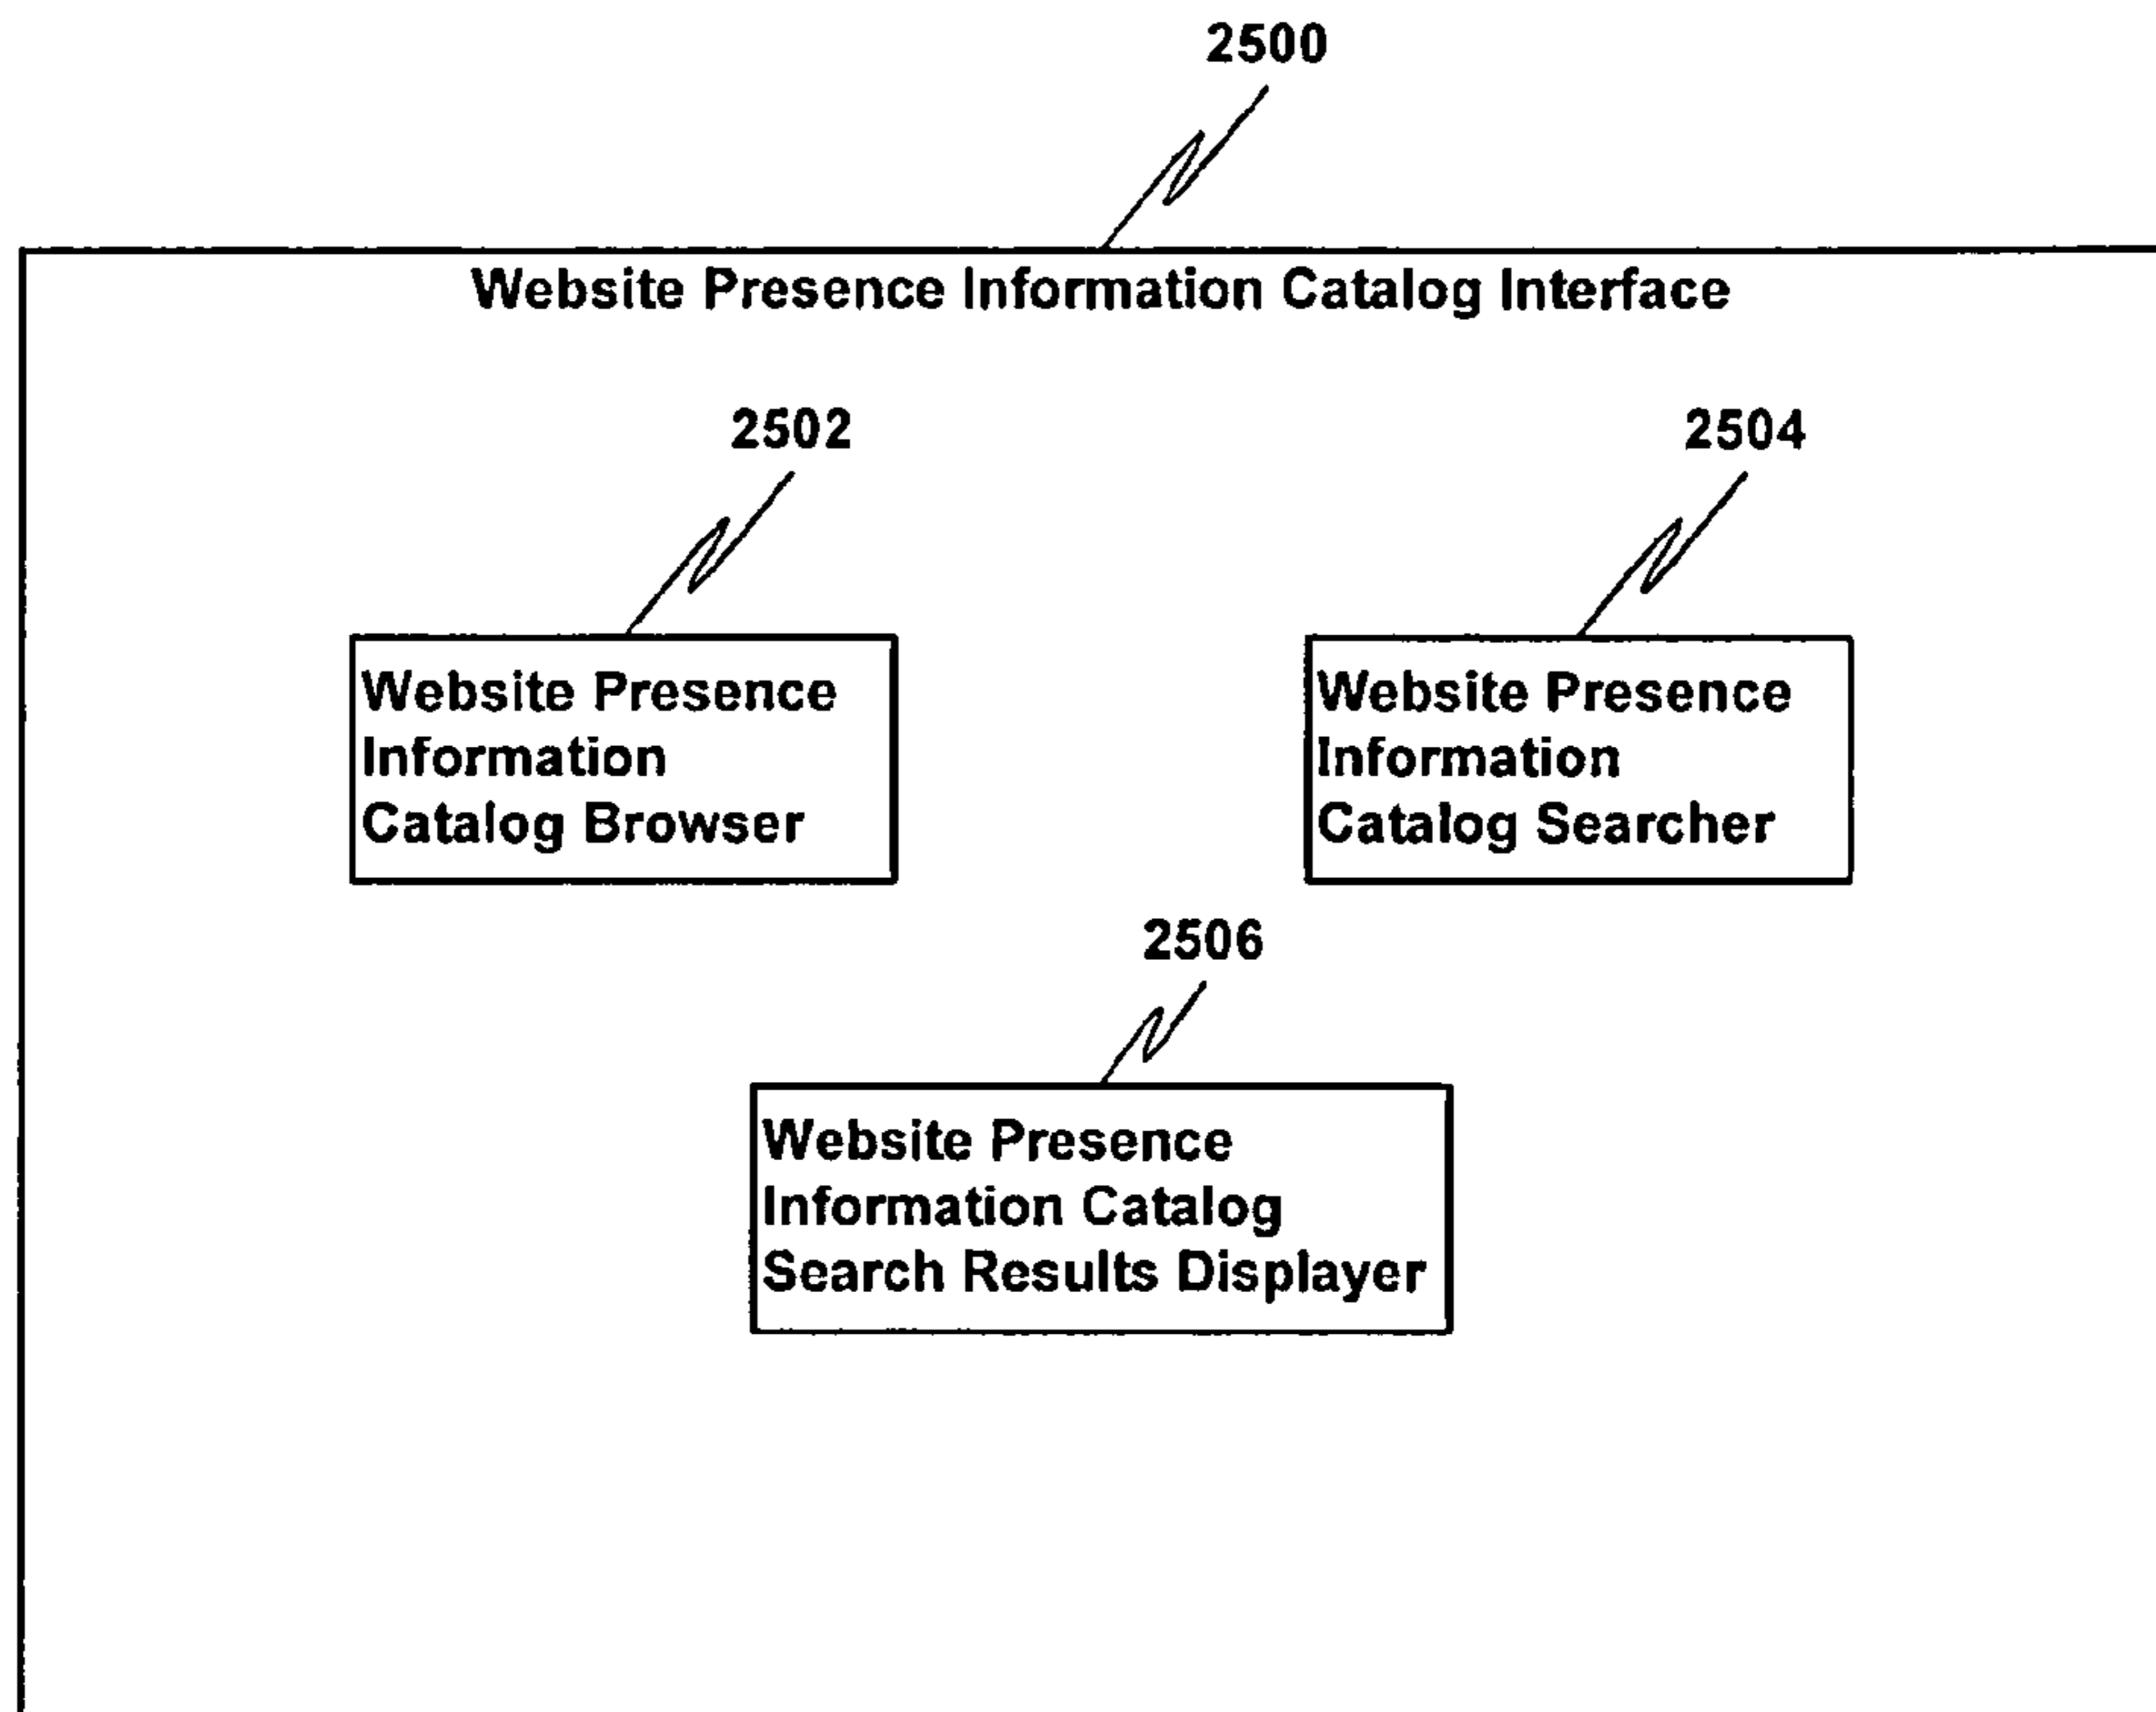 2500
Website Presence Information Catalog Interface
2502
2504
Website Presence
Information
Catalog Browser
Website Presence
Information
Catalog Searcher
2506
Website Presence
Information Catalog
Search Results Displayer